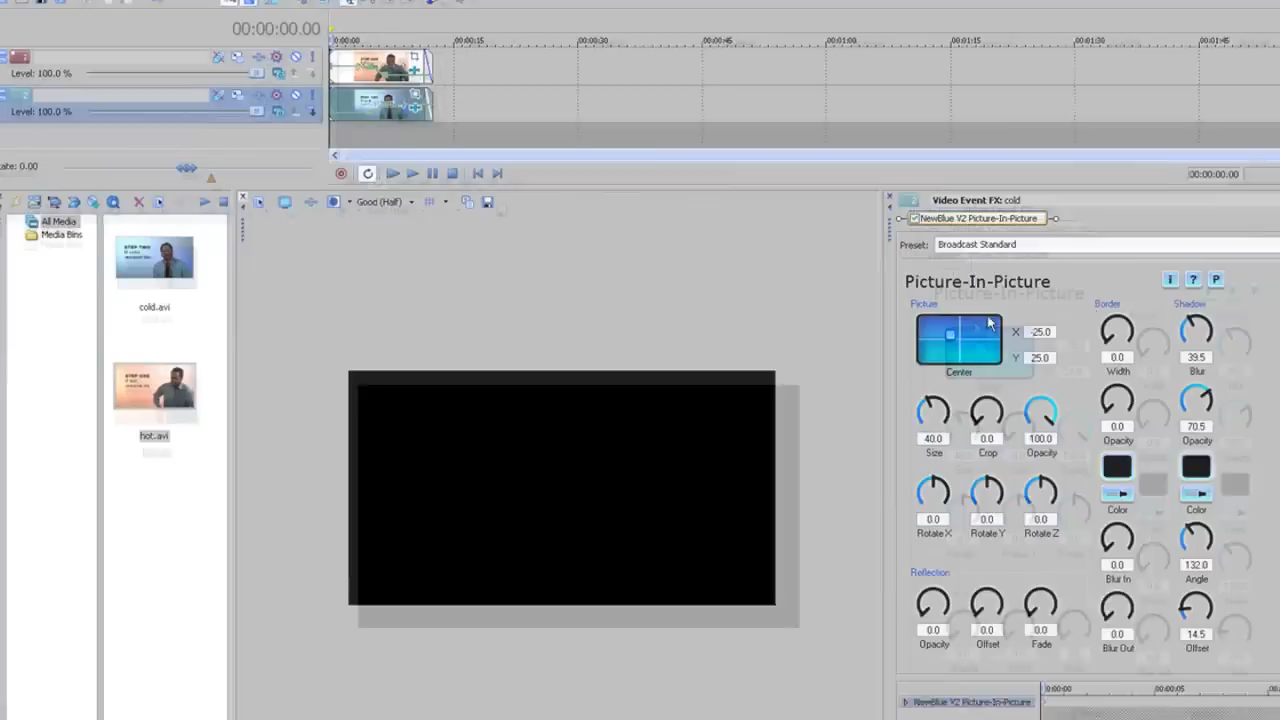 00:00:00.00
0:00:00 00:00:15 00:00:30 00:00:45 00:01:00 00:01:15 00:01:30 00:01:45
Level: 100.0 %
Level: 100.0 %
ate: 0.00
00:00:00.00
Good (Half)
Video Event FX: cold
All Media
Media Bins
NewBlue V2 Picture-In-Picture
Preset: Broadcast Standard
STEP TWO
cold.avi
STEP ONE
hot.avi
Picture-In-Picture
i ? P
Picture Border Shadow
X -25.0
Y 25.0
Center
0.0 39.5
Width Blur
40.0 0.0 100.0 0.0 70.5
Size Crop Opacity Opacity Opacity
Color Color
0.0 0.0 0.0
Rotate X Rotate Y Rotate Z
0.0 132.0
Blur In Angle
Reflection
0.0 0.0 0.0 0.0 14.5
Opacity Offset Fade Blur Out Offset
0:00:00 00:00:05
NewBlue V2 Picture-In-Picture